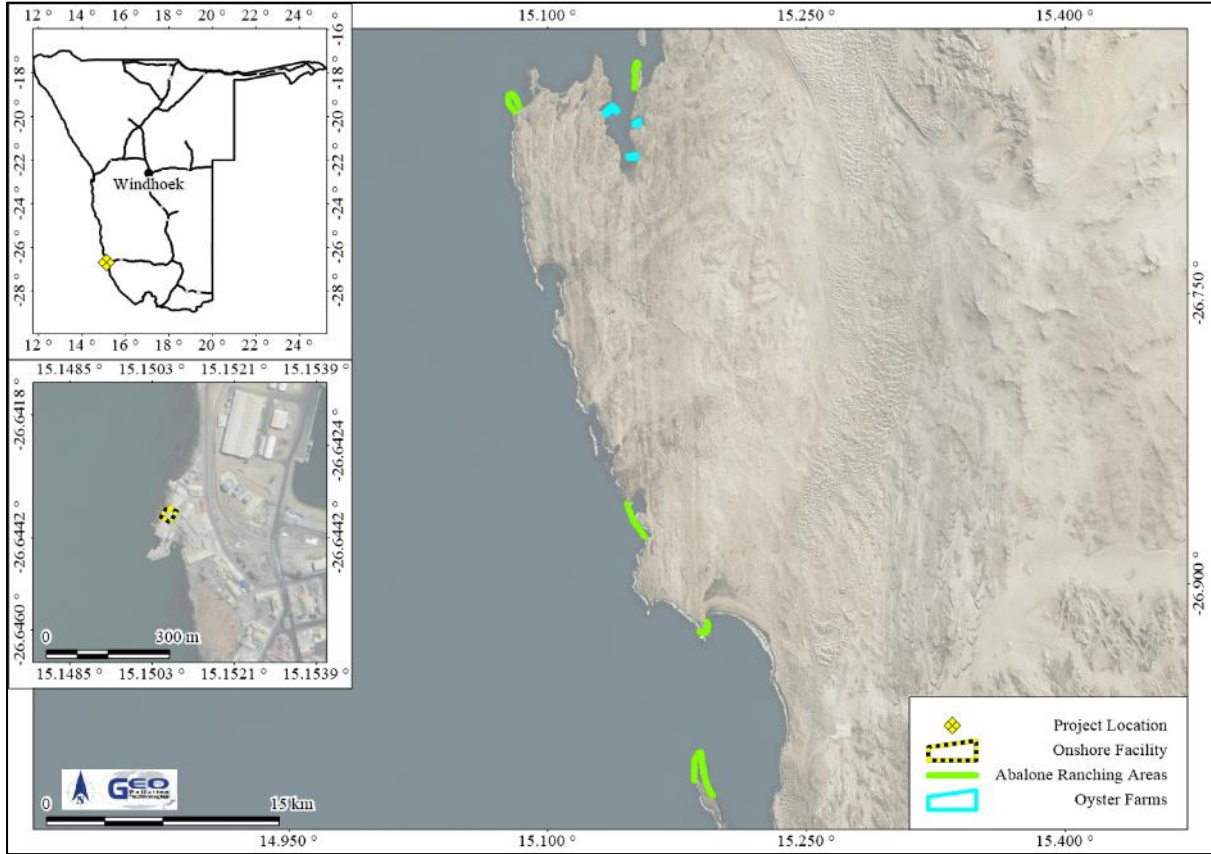 12 ° 14 ° 16 ° 18 ° 20 ° 22 ° 24 °
-16 °
-18 °
-20 °
-22 °
-24 °
-26 °
-28 °
-18 °
-20 °
-22 °
-24 °
-26 °
-28 °
Windhoek
12 ° 14 ° 16 ° 18 ° 20 ° 22 ° 24 °
15.1485 ° 15.1503 ° 15.1521 ° 15.1539 °
-26.6418 °
-26.6442 °
-26.6460 °
-26.6424 °
-26.6442 °
0 300 m
15.1485 ° 15.1503 ° 15.1521 ° 15.1539 °
15.100 ° 15.250 ° 15.400 °
-26.750 °
-26.900 °
Project Location
Onshore Facility
Abalone Ranching Areas
Oyster Farms
GEO
0 15 km
14.950 ° 15.100 ° 15.250 ° 15.400 °